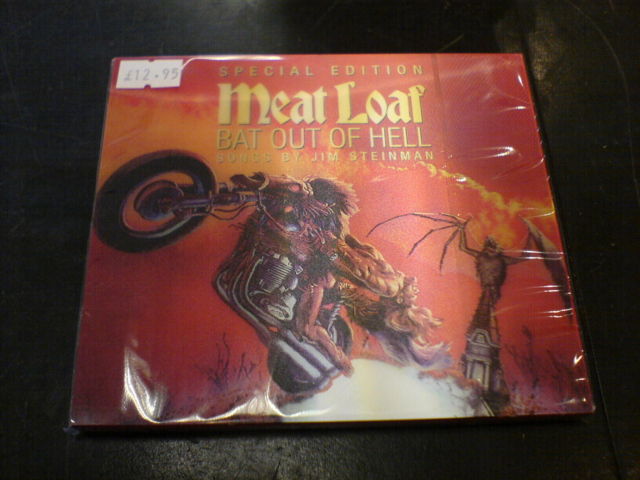 £12.95
SPECIAL EDITION
Meat Loaf
BAT OUT OF HELL
SONGS BY JIM STEINMAN